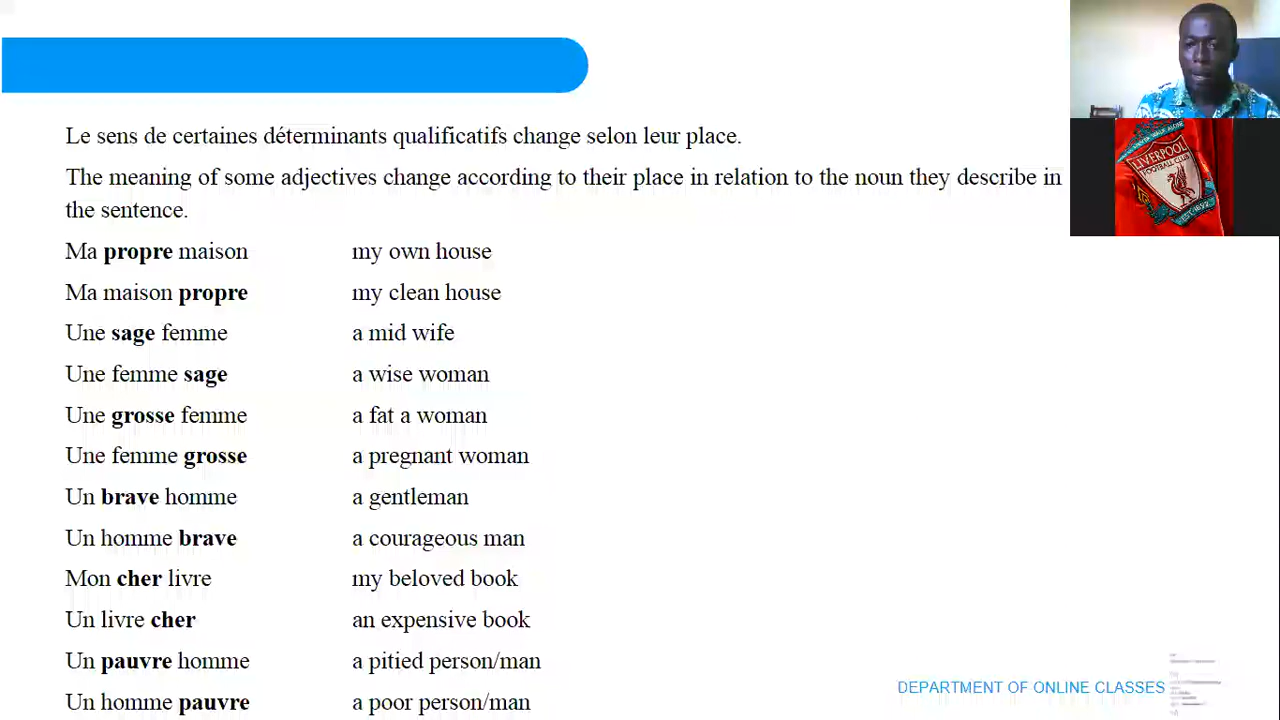 Le sens de certaines déterminants qualificatifs change selon leur place.
The meaning of some adjectives change according to their place in relation to the noun they describe in
the sentence.
Ma propre maison my own house
Ma maison propre my clean house
Une sage femme a mid wife
Une femme sage a wise woman
Une grosse femme a fat a woman
Une femme grosse a pregnant woman
Un brave homme a gentleman
Un homme brave a courageous man
Mon cher livre my beloved book
Un livre cher an expensive book
Un pauvre homme a pitied person/man
Un homme pauvre a poor person/man
DEPARTMENT OF ONLINE CLASSES
LIVERPOOL
FOOTBALL CLUB
EST·1892